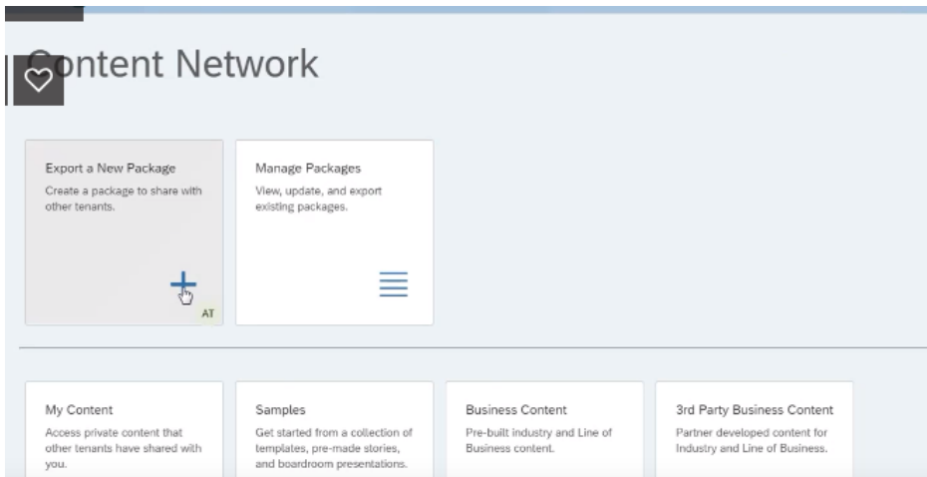 Content Network
Export a New Package
Create a package to share with
other tenants.
AT
Manage Packages
View, update, and export
existing packages.
My Content
Access private content that
other tenants have shared with
you.
Samples
Get started from a collection of
templates, pre-made stories,
and boardroom presentations.
Business Content
Pre-built industry and Line of
Business content.
3rd Party Business Content
Partner developed content for
Industry and Line of Business.